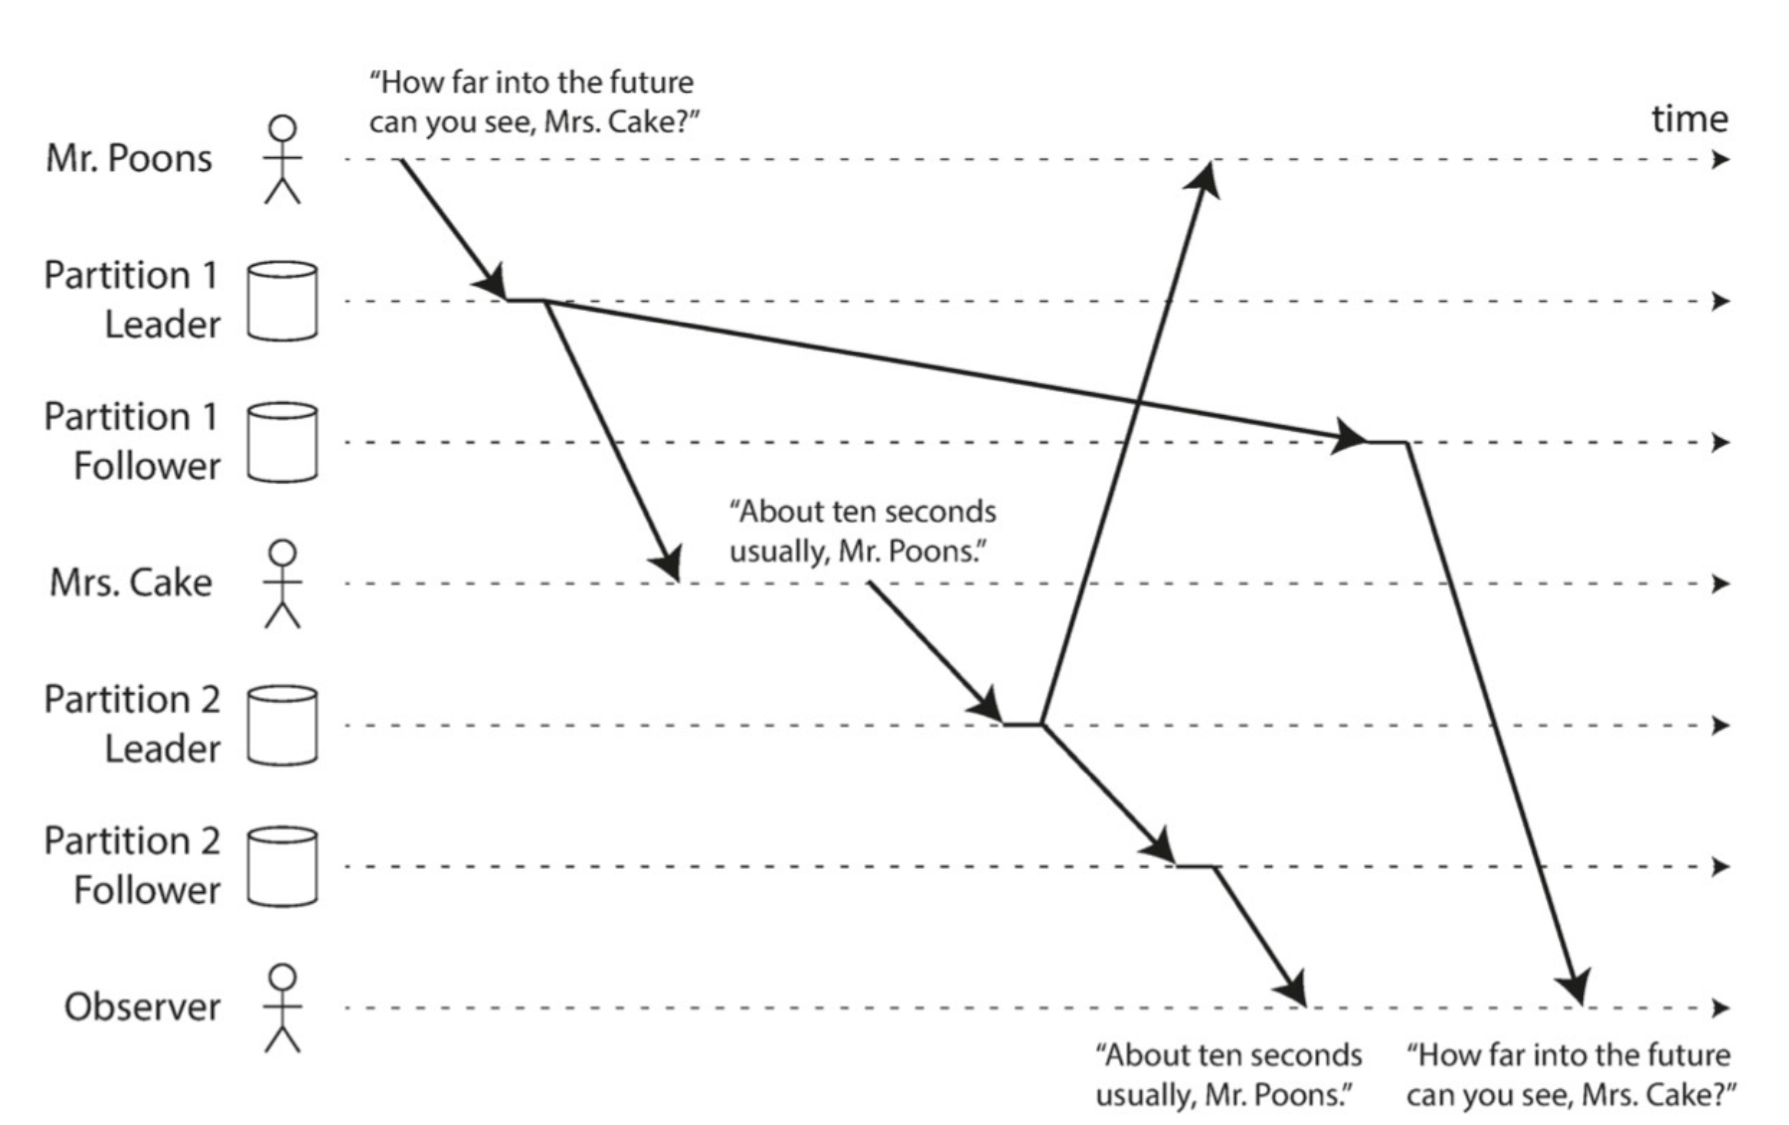 “How far into the future
can you see, Mrs. Cake?”
time
Mr. Poons
Partition 1
Leader
Partition 1
Follower
“About ten seconds
usually, Mr. Poons.”
Mrs. Cake
Partition 2
Leader
Partition 2
Follower
Observer
“About ten seconds
usually, Mr. Poons.”
“How far into the future
can you see, Mrs. Cake?”